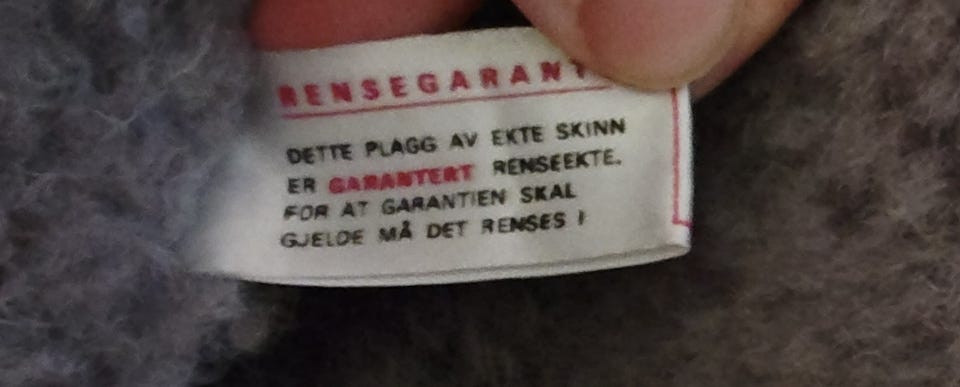 RENSEGARANT
DETTE PLAGG AV EKTE SKINN
ER GARANTERT RENSEEKTE.
FOR AT GARANTIEN SKAL
GJELDE MÅ DET RENSES I